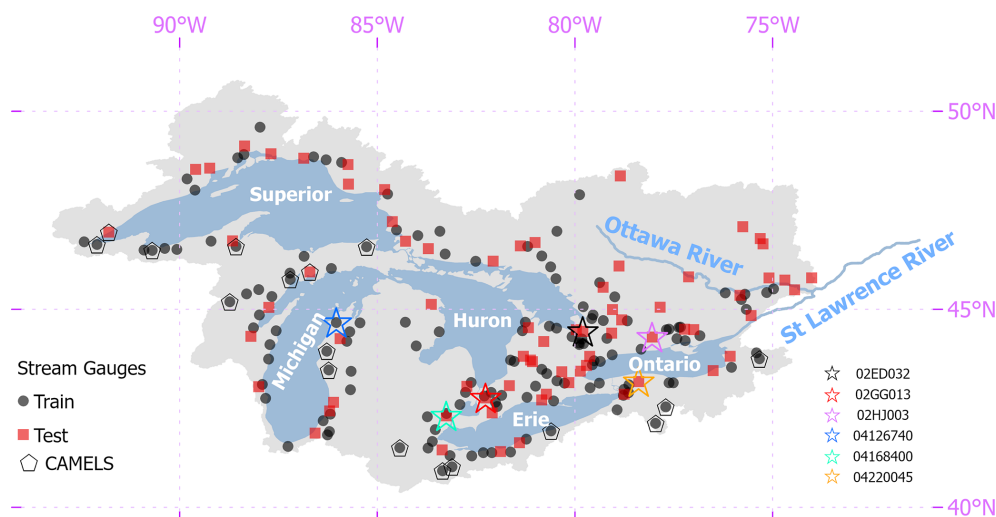 90°W 85°W 80°W 75°W
50°N
Superior
Ottawa River
St Lawrence River
45°N
Huron
Michigan
Ontario
Erie
Stream Gauges
Train
Test
CAMELS
02ED032
02GG013
02HJ003
04126740
04168400
04220045
40°N